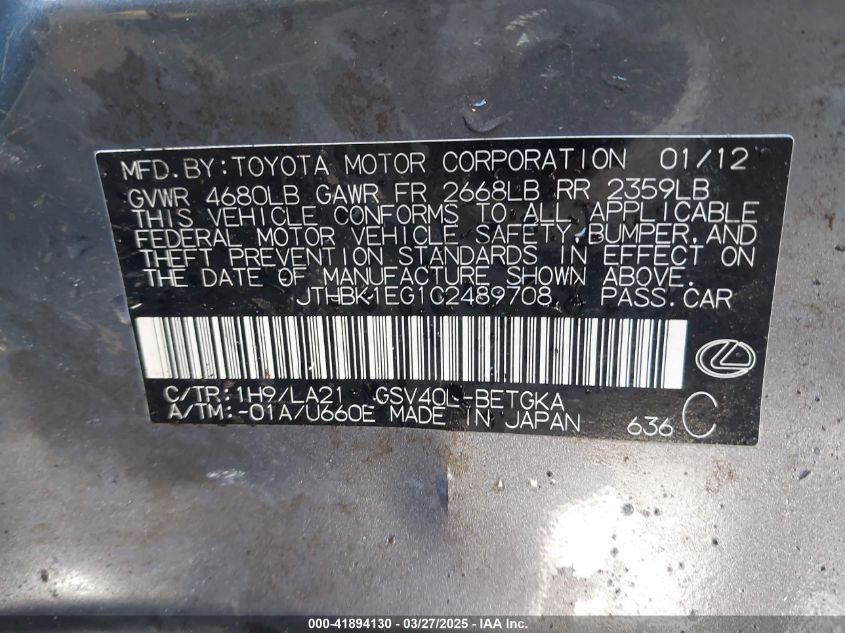 MFD.BY:TOYOTA MOTOR CORPORATION 01/12
GVWR 4680LB GAWR FR 2668LB RR 2359LB
THIS VEHICLE CONFORMS TO ALL APPLICABLE
FEDERAL MOTOR VEHICLE SAFETY,BUMPER,AND
THEFT PREVENTION STANDARDS IN EFFECT ON
THE DATE OF MANUFACTURE SHOWN ABOVE.
JTHBK1EG1C2489708 PASS.CAR
C/TR:1H9/LA21 GSV40L-BETGKA
A/TM:-01A/U660E MADE IN JAPAN 636 C
000-41894130 - 03/27/2025 - IAA Inc.